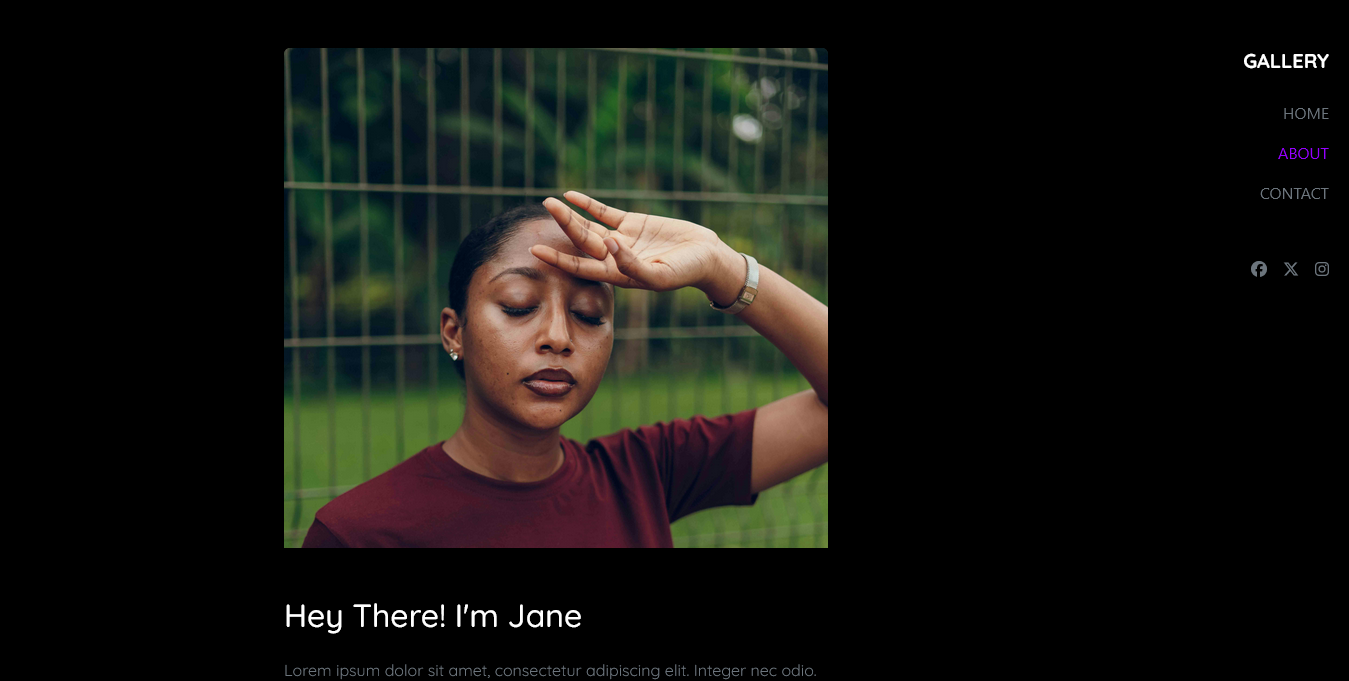 GALLERY
HOME
ABOUT
CONTACT
Hey There! I'm Jane
Lorem ipsum dolor sit amet, consectetur adipiscing elit. Integer nec odio.